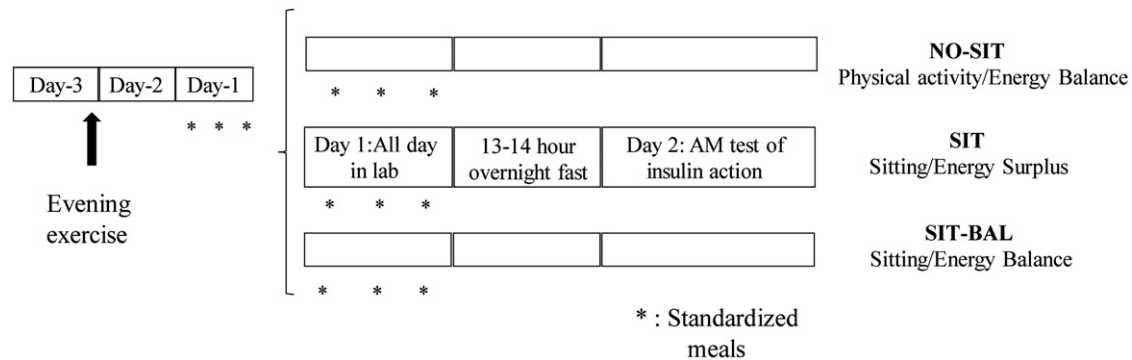 Day-3 Day-2 Day-1
* * *
Evening
exercise
* * *
NO-SIT
Physical activity/Energy Balance
Day 1:All day
in lab
13-14 hour
overnight fast
Day 2: AM test of
insulin action
* * *
SIT
Sitting/Energy Surplus
* * *
SIT-BAL
Sitting/Energy Balance
* : Standardized
meals